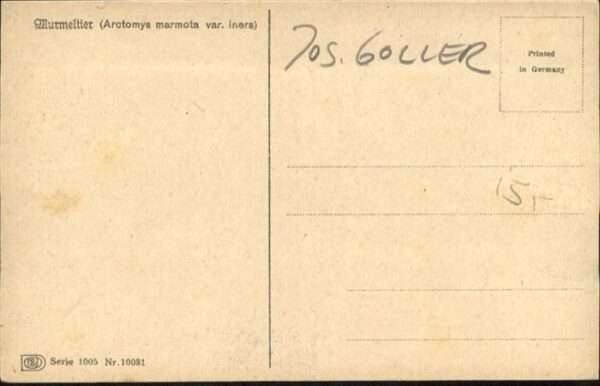 Murmeltier (Arctomys marmota var. iners)
JOS. GOLLER
Printed
in Germany
15,-
Serie 1005 Nr. 10081